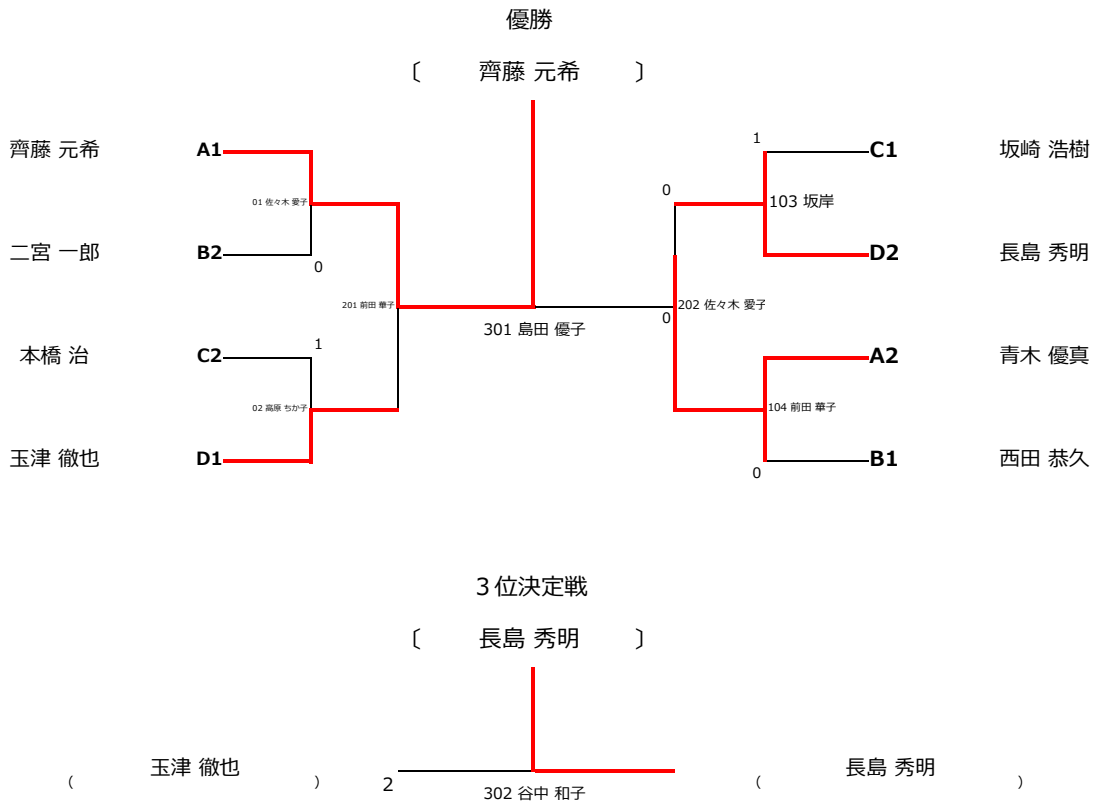 優勝
〔 齊藤 元希 〕
齊藤 元希 A1
01 佐々木 愛子
二宮 一郎 B2
0
201 前田 華子
本橋 治 C2
1
02 高原 ちか子
玉津 徹也 D1
301 島田 優子
1
C1 坂崎 浩樹
0
103 坂岸
D2 長島 秀明
202 佐々木 愛子
0
A2 青木 優真
104 前田 華子
B1 西田 恭久
0
３位決定戦
〔 長島 秀明 〕
（ 玉津 徹也 ） 2
302 谷中 和子
（ 長島 秀明 ）